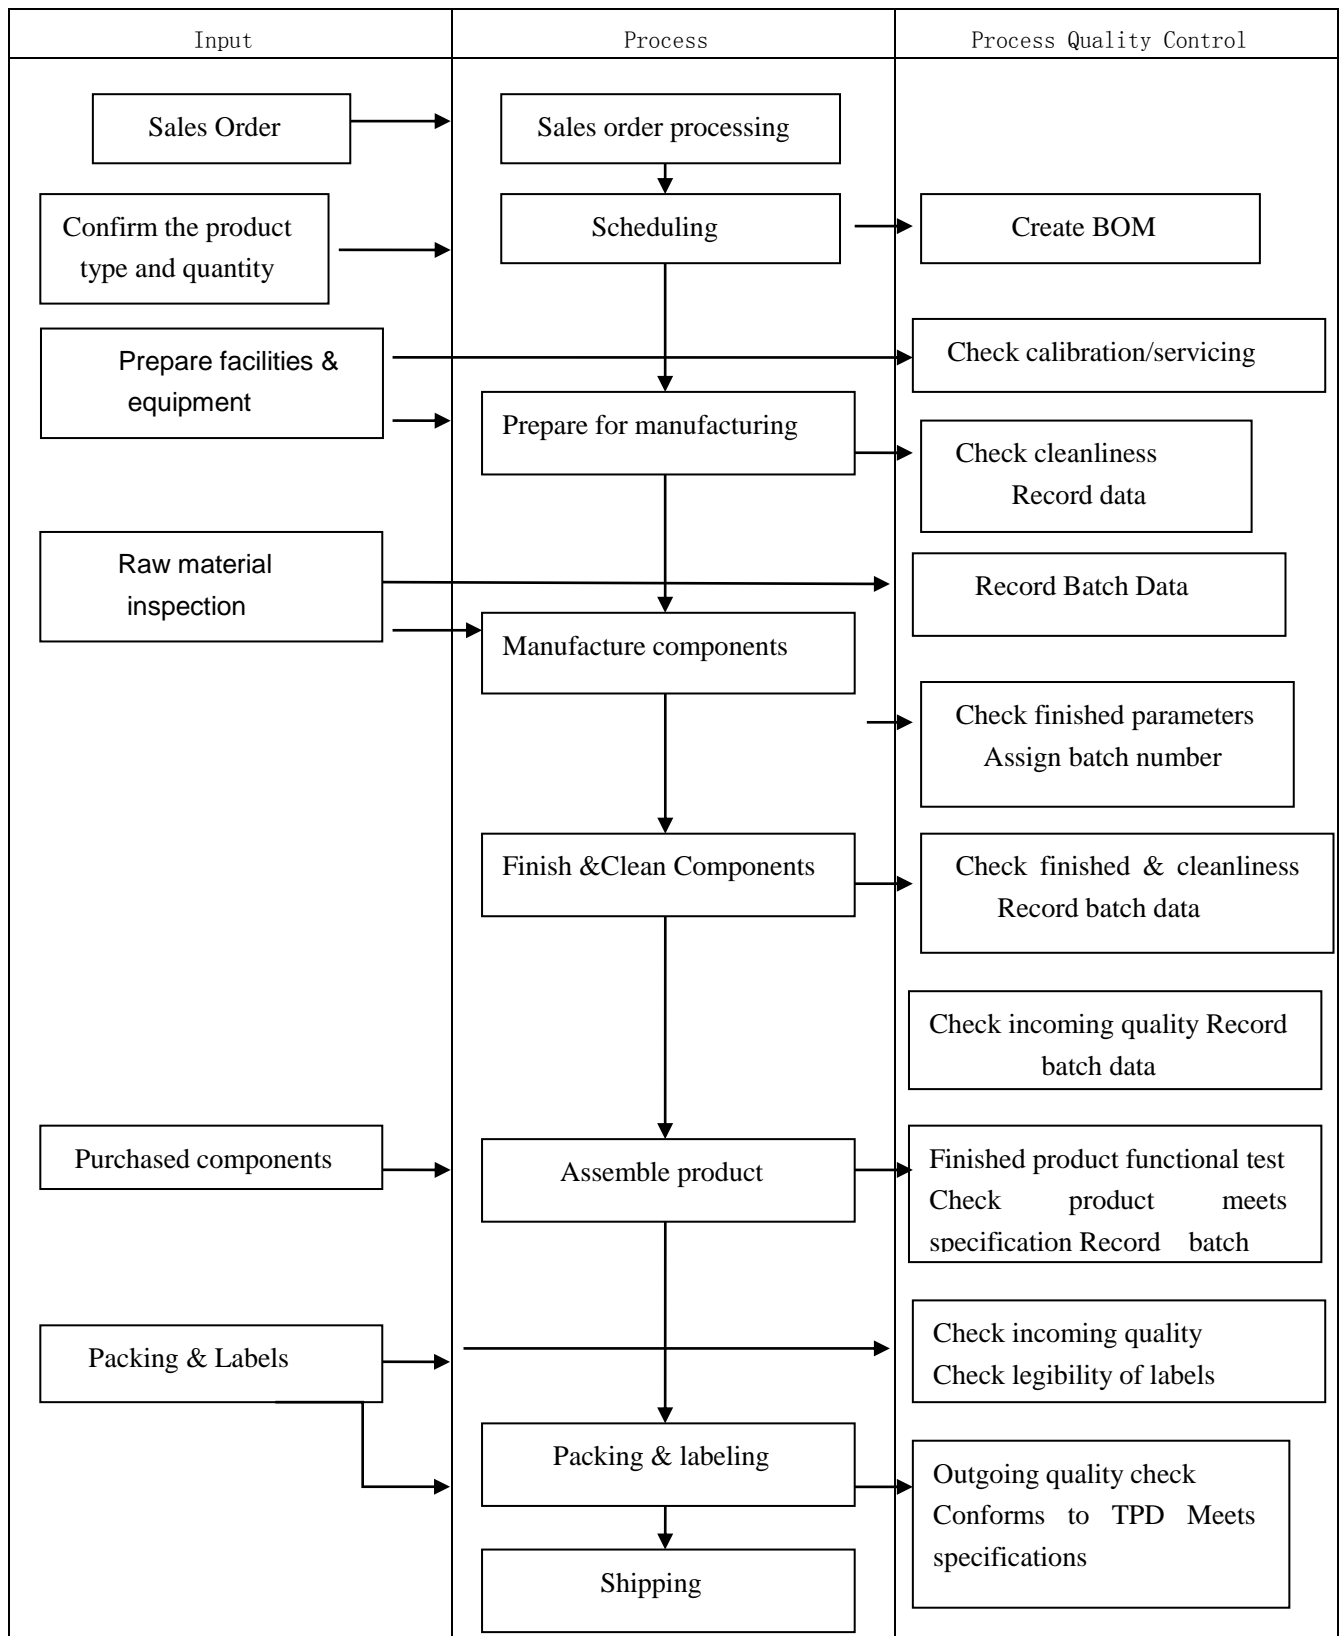 Input
Process
Process Quality Control
Sales Order
Sales order processing
Confirm the product
type and quantity
Scheduling
Create BOM
Prepare facilities &
equipment
Check calibration/servicing
Prepare for manufacturing
Check cleanliness
Record data
Raw material
inspection
Record Batch Data
Manufacture components
Check finished parameters
Assign batch number
Finish &Clean Components
Check finished & cleanliness
Record batch data
Check incoming quality Record
batch data
Purchased components
Assemble product
Finished product functional test
Check product meets
specification Record batch
Packing & Labels
Check incoming quality
Check legibility of labels
Packing & labeling
Outgoing quality check
Conforms to TPD Meets
specifications
Shipping